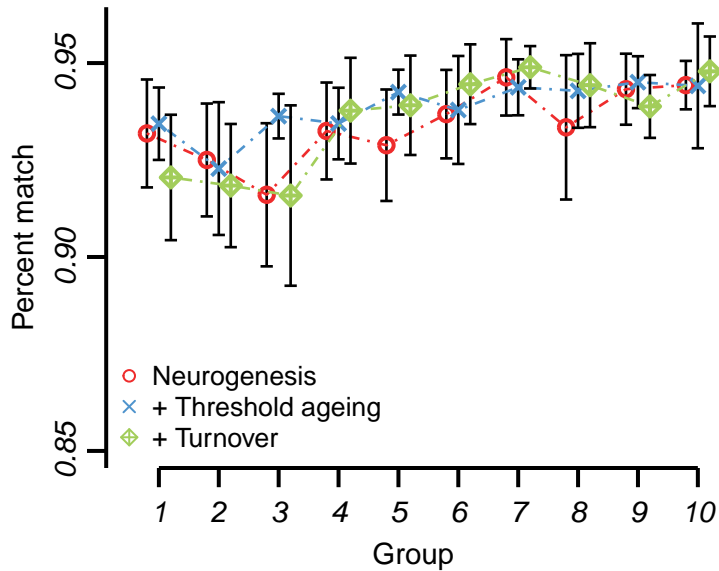 Percent match
0.95
0.90
0.85
Neurogenesis
+ Threshold ageing
+ Turnover
1 2 3 4 5 6 7 8 9 10
Group